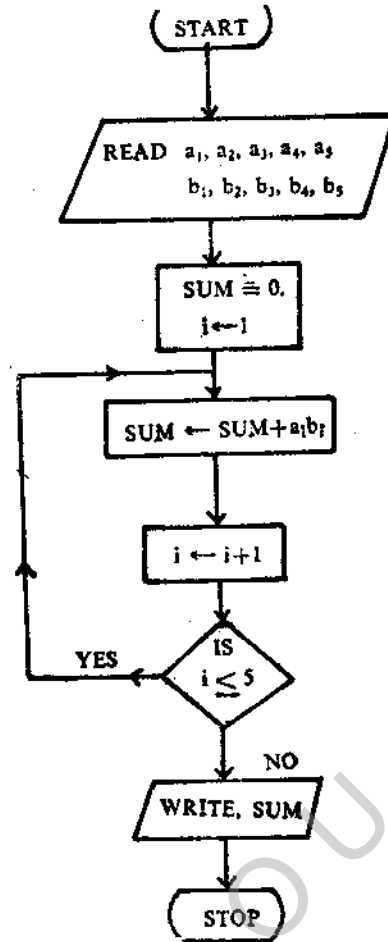 START
READ a₁, a₂, a₃, a₄, a₅
b₁, b₂, b₃, b₄, b₅
SUM = 0.
i←1
SUM ← SUM+aᵢbᵢ
i ← i+1
IS
i ≤ 5
YES
NO
WRITE, SUM
STOP
OU